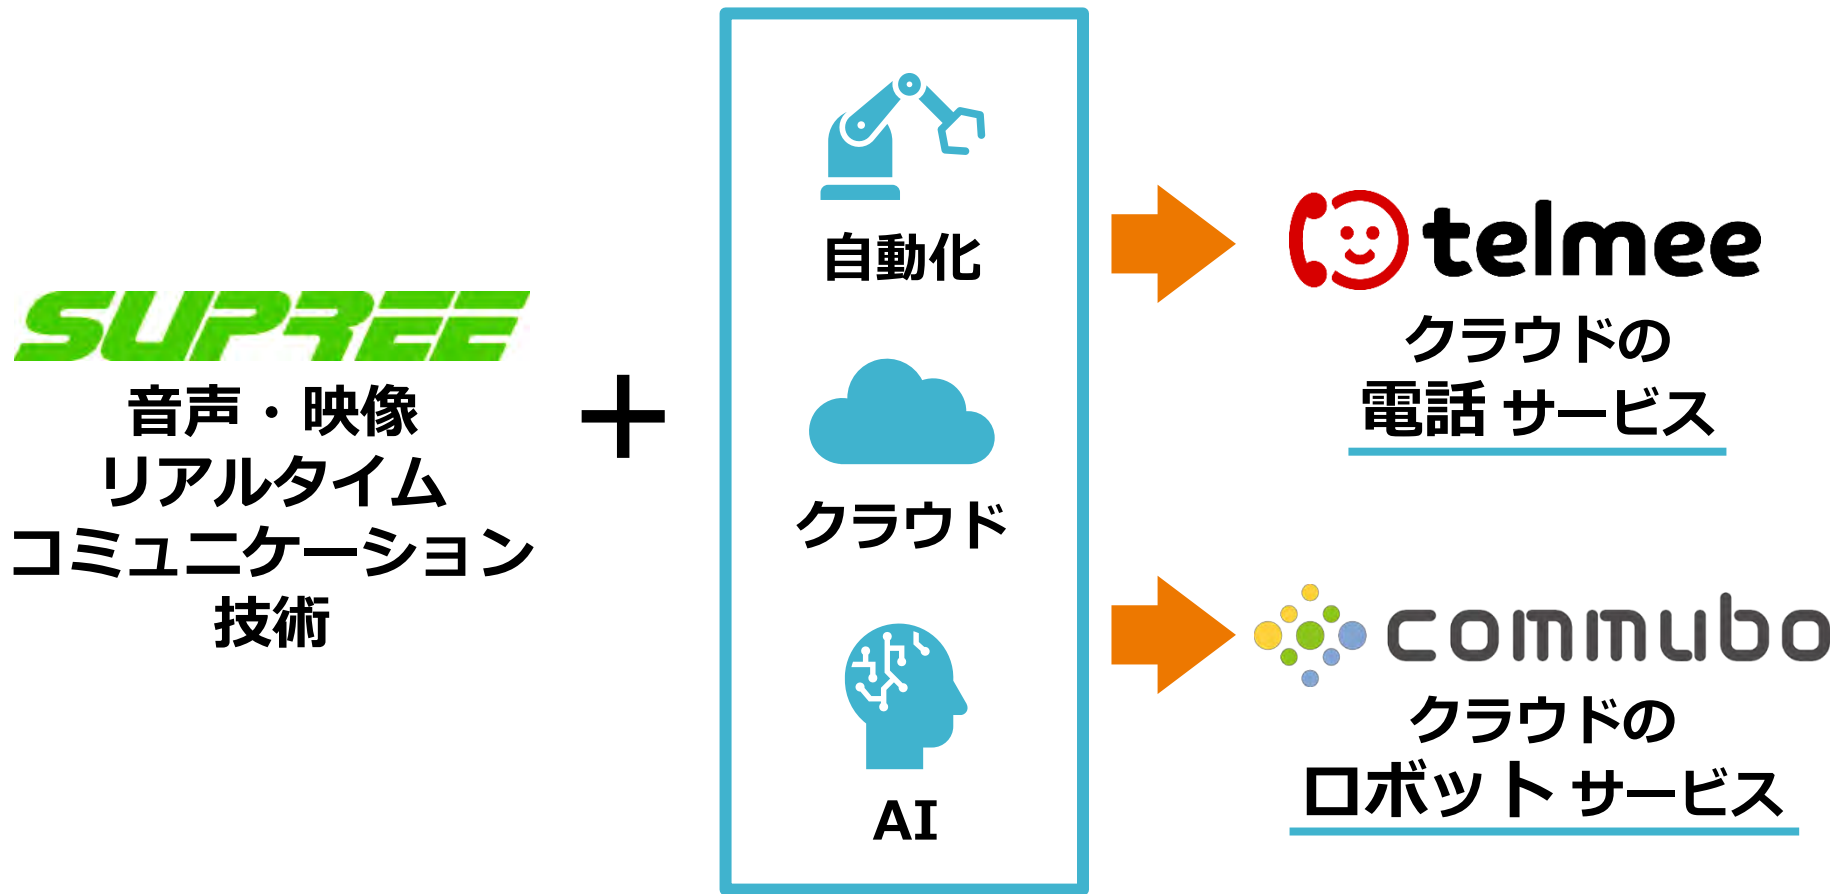 SUPREE
音声・映像
リアルタイム
コミュニケーション
技術
+
自動化
クラウド
AI
telmee
クラウドの
電話 サービス
commubo
クラウドの
ロボット サービス